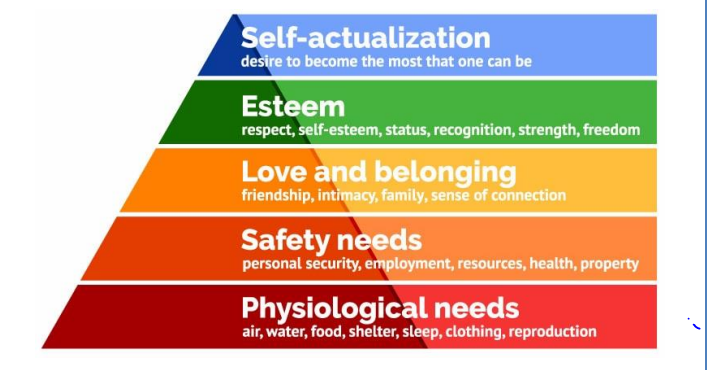 Self-actualization
desire to become the most that one can be
Esteem
respect, self-esteem, status, recognition, strength, freedom
Love and belonging
friendship, intimacy, family, sense of connection
Safety needs
personal security, employment, resources, health, property
Physiological needs
air, water, food, shelter, sleep, clothing, reproduction